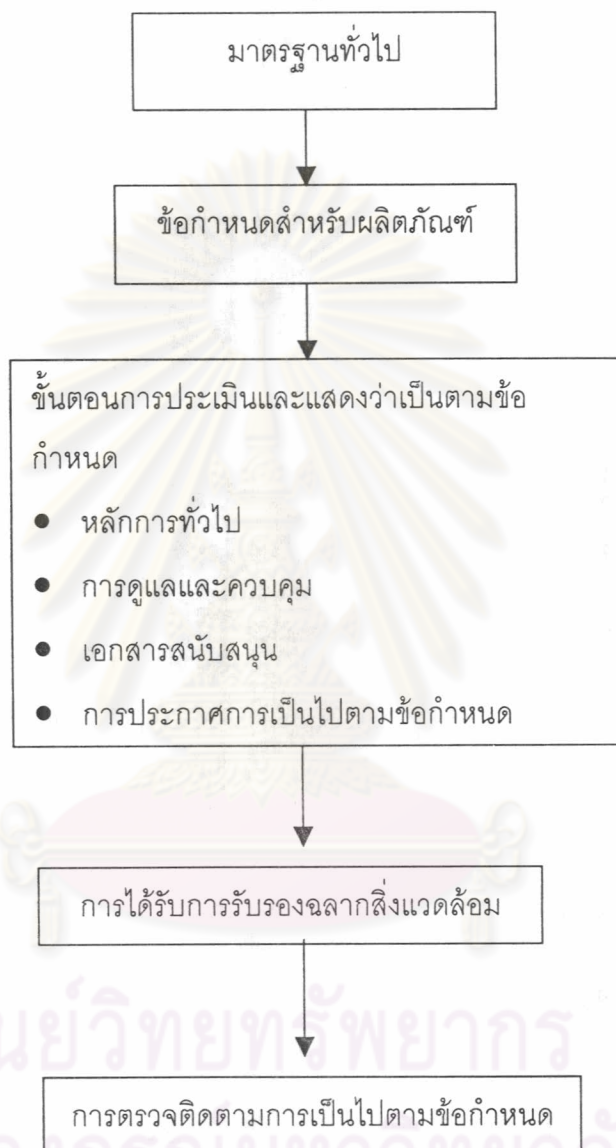 มาตรฐานทั่วไป
ข้อกำหนดสำหรับผลิตภัณฑ์
ขั้นตอนการประเมินและแสดงว่าเป็นตามข้อ
กำหนด
● หลักการทั่วไป
● การดูแลและควบคุม
● เอกสารสนับสนุน
● การประกาศการเป็นไปตามข้อกำหนด
การได้รับการรับรองฉลากสิ่งแวดล้อม
นย์วิทยทรัพยากร
การตรวจติดตามการเป็นไปตามข้อกำหนด